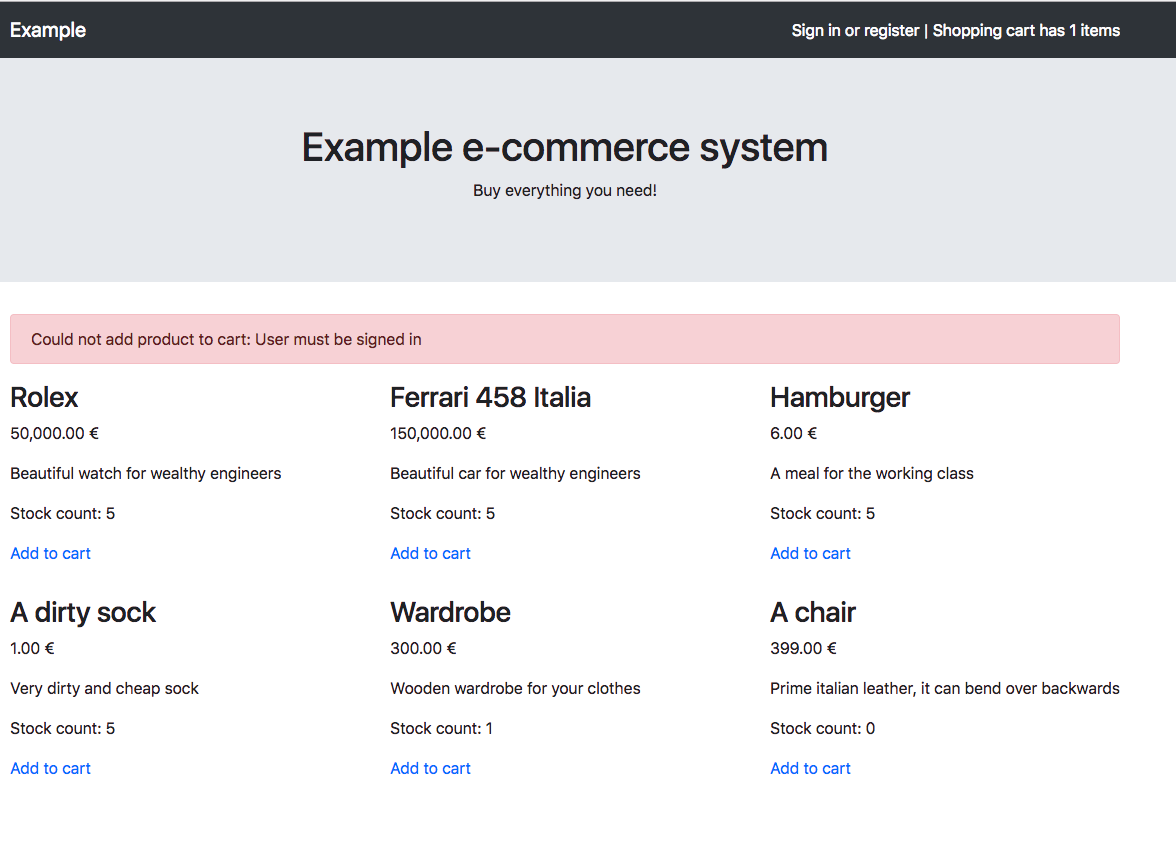 Example
Sign in or register | Shopping cart has 1 items
Example e-commerce system
Buy everything you need!
Could not add product to cart: User must be signed in
Rolex
50,000.00 €
Beautiful watch for wealthy engineers
Stock count: 5
Add to cart
Ferrari 458 Italia
150,000.00 €
Beautiful car for wealthy engineers
Stock count: 5
Add to cart
Hamburger
6.00 €
A meal for the working class
Stock count: 5
Add to cart
A dirty sock
1.00 €
Very dirty and cheap sock
Stock count: 5
Add to cart
Wardrobe
300.00 €
Wooden wardrobe for your clothes
Stock count: 1
Add to cart
A chair
399.00 €
Prime italian leather, it can bend over backwards
Stock count: 0
Add to cart